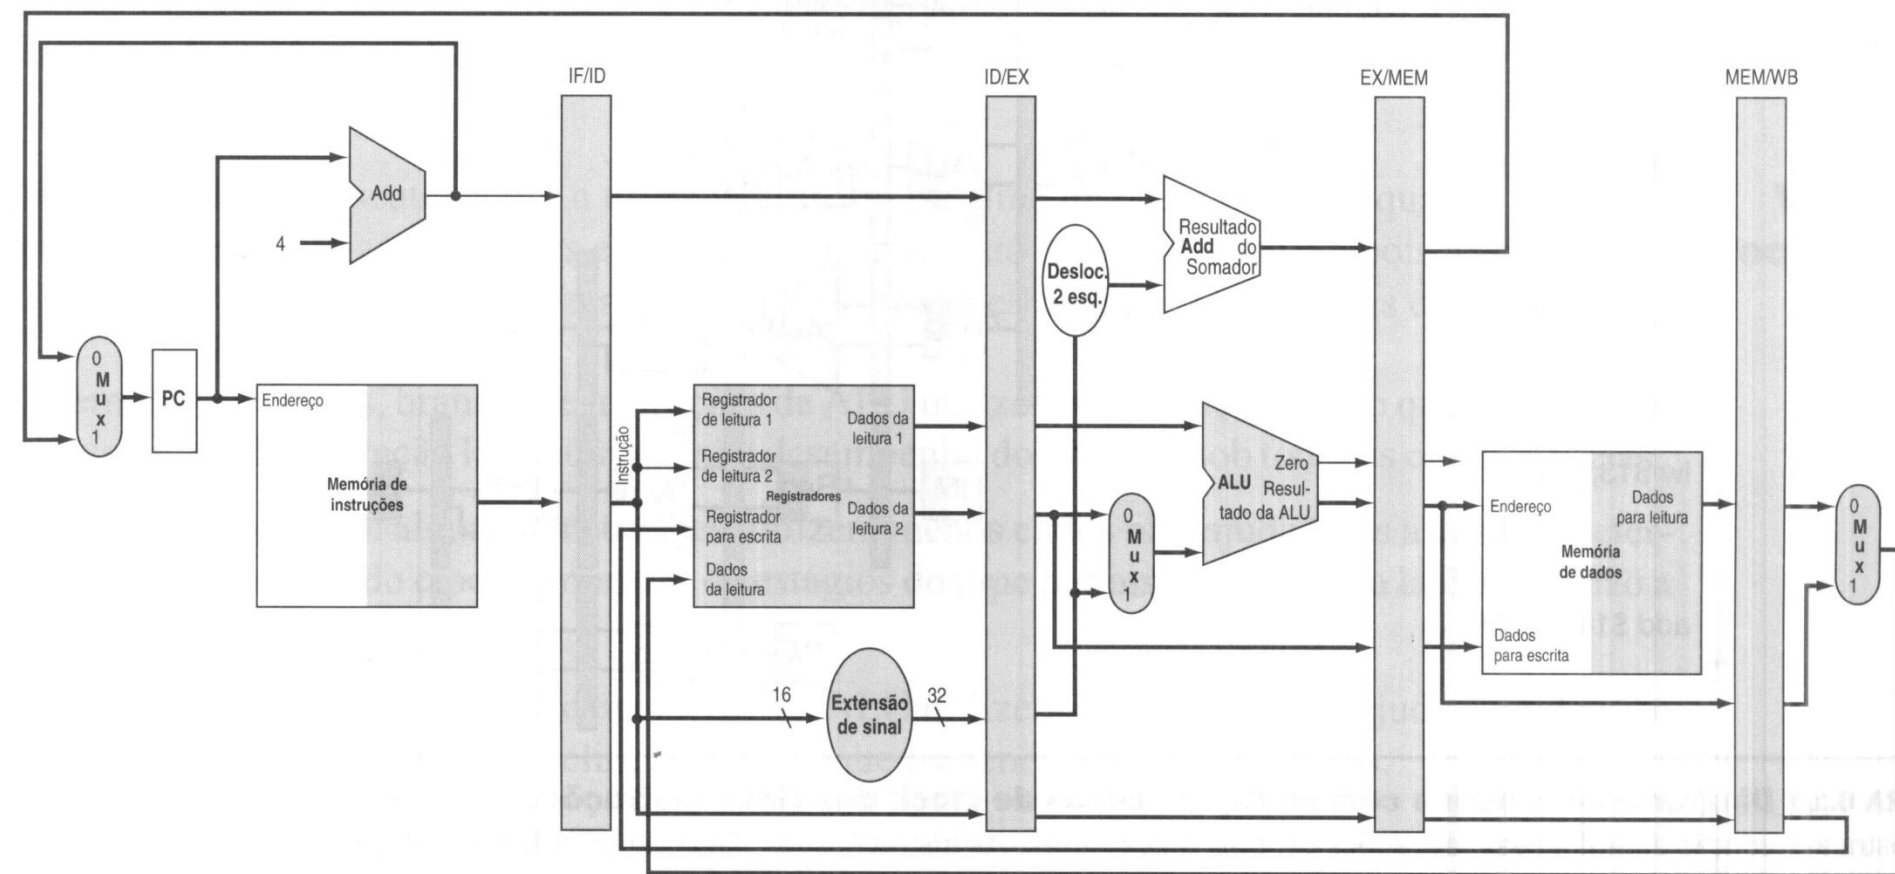 IF/ID
ID/EX
EX/MEM
MEM/WB
Add
4
Resultado
Add do
Somador
Desloc.
2 esq.
0
M
u
x
1
PC
Endereço
Memória de
instruções
Instrução
Registrador
de leitura 1
Registrador
de leitura 2
Registradores
Registrador
para escrita
Dados
da leitura
Dados da
leitura 1
Dados da
leitura 2
0
M
u
x
1
Zero
ALU Resul-
tado da ALU
Endereço
Dados
para leitura
Memória
de dados
Dados
para escrita
0
M
u
x
1
16
Extensão
de sinal
32